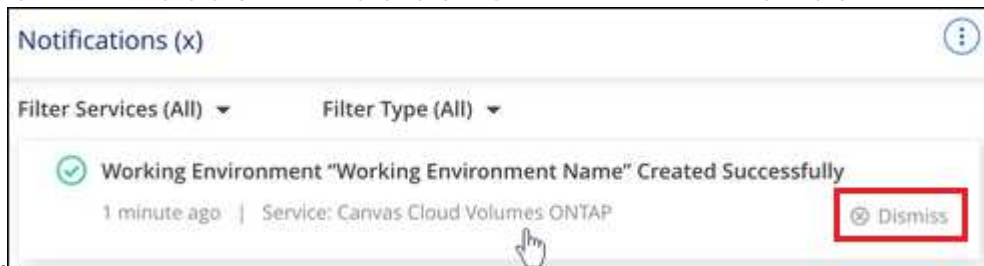 Notifications (x)
Filter Services (All) Filter Type (All)
Working Environment “Working Environment Name” Created Successfully
1 minute ago | Service: Canvas Cloud Volumes ONTAP Dismiss